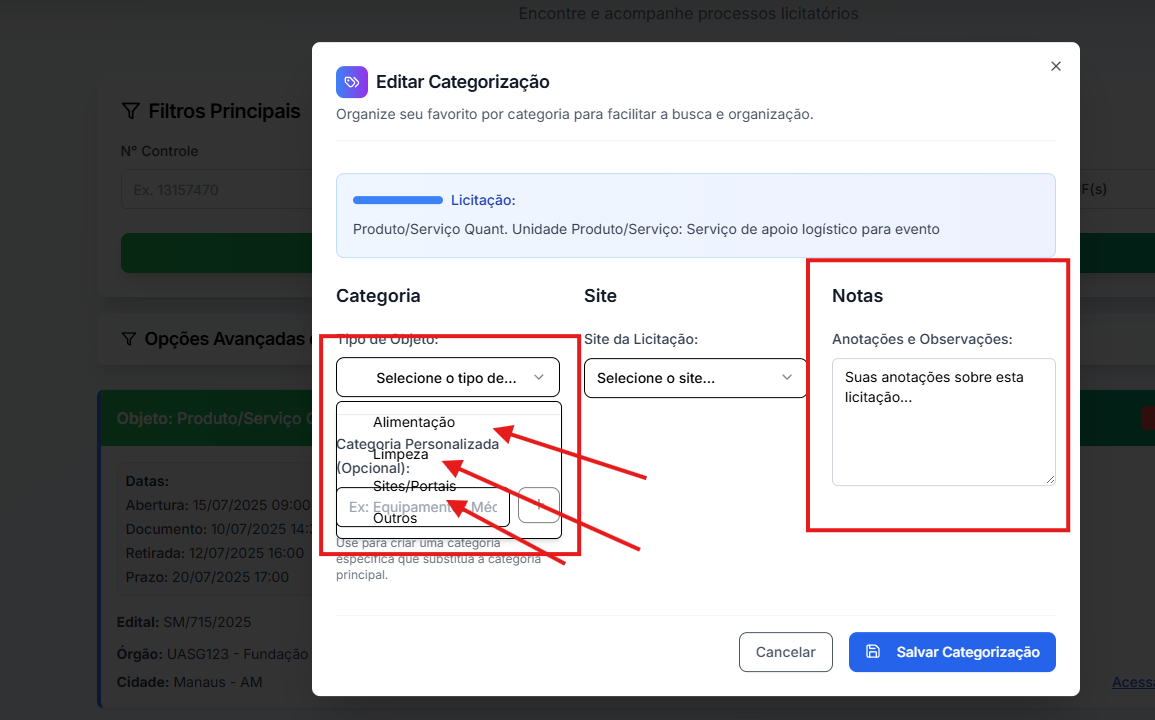 Encontre e acompanhe processos licitatórios
Filtros Principais
N° Controle
Ex. 13157470
F(s)
Opções Avançadas
Objeto: Produto/Serviço
Datas:
Abertura: 15/07/2025 09:00
Documento: 10/07/2025
Retirada: 12/07/2025 16:00
Prazo: 20/07/2025 17:00
Edital: SM/715/2025
Órgão: UASG123 - Fundação
Cidade: Manaus - AM
Editar Categorização
Organize seu favorito por categoria para facilitar a busca e organização.
Licitação:
Produto/Serviço Quant. Unidade Produto/Serviço: Serviço de apoio logístico para evento
Categoria
Tipo de Objeto:
Selecione o tipo de...
Alimentação
Categoria Personalizada
Limpeza
(Opcional):
Sites/Portais
Ex: Equipament
Outros
Use para criar uma categoria
específica que substitua a categoria
principal.
Site
Site da Licitação:
Selecione o site...
Notas
Anotações e Observações:
Suas anotações sobre esta
licitação...
Cancelar
Salvar Categorização